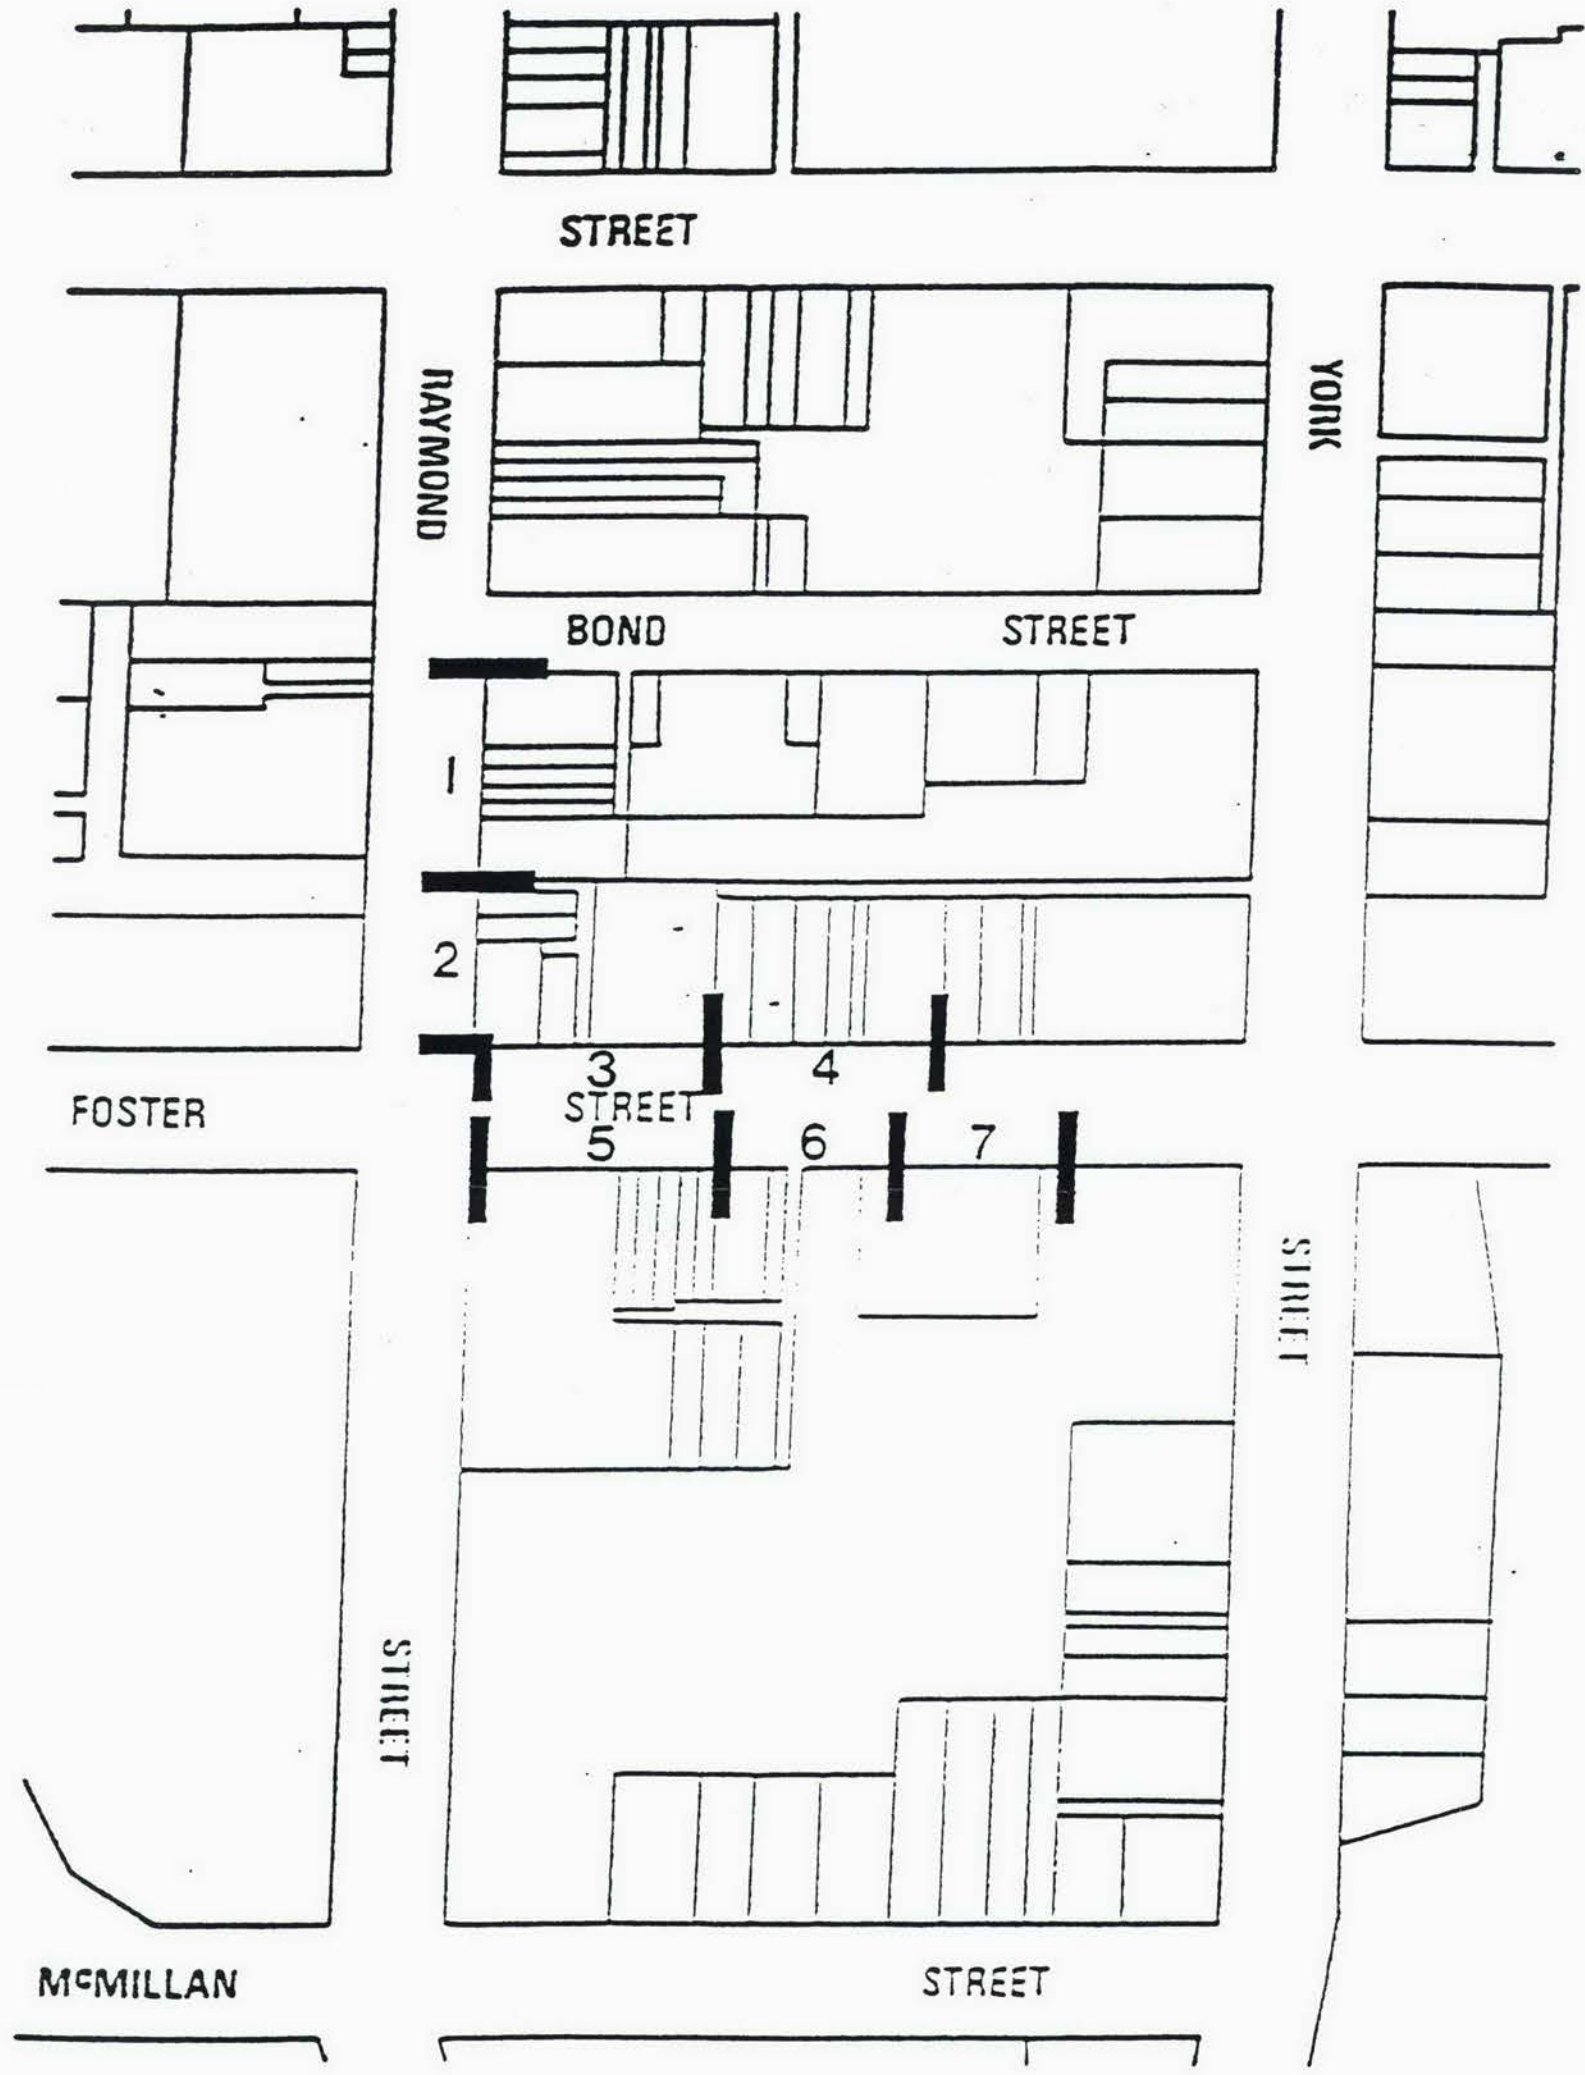 STREET
RAYMOND
YORK
BOND STREET
1
2
3
4
FOSTER STREET
5
6
7
STREET
STREET
McMILLAN STREET